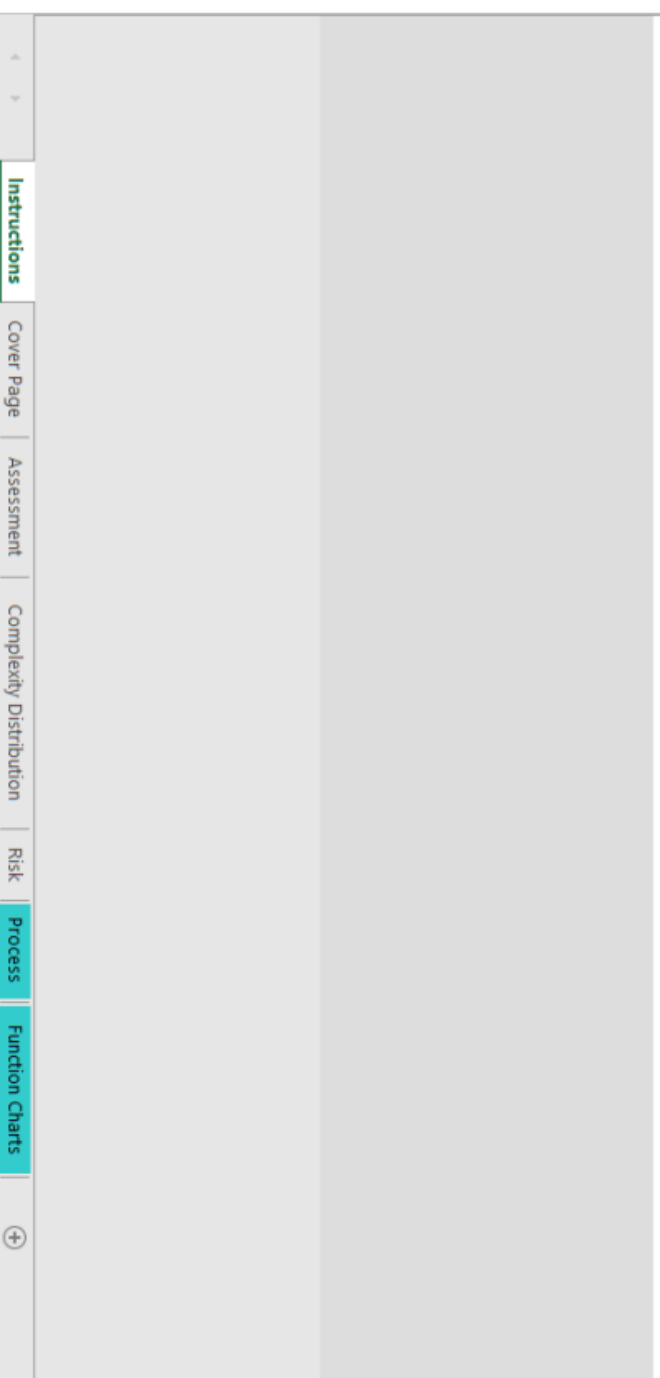 Instructions
Cover Page
Assessment
Complexity Distribution
Risk
Process
Function Charts